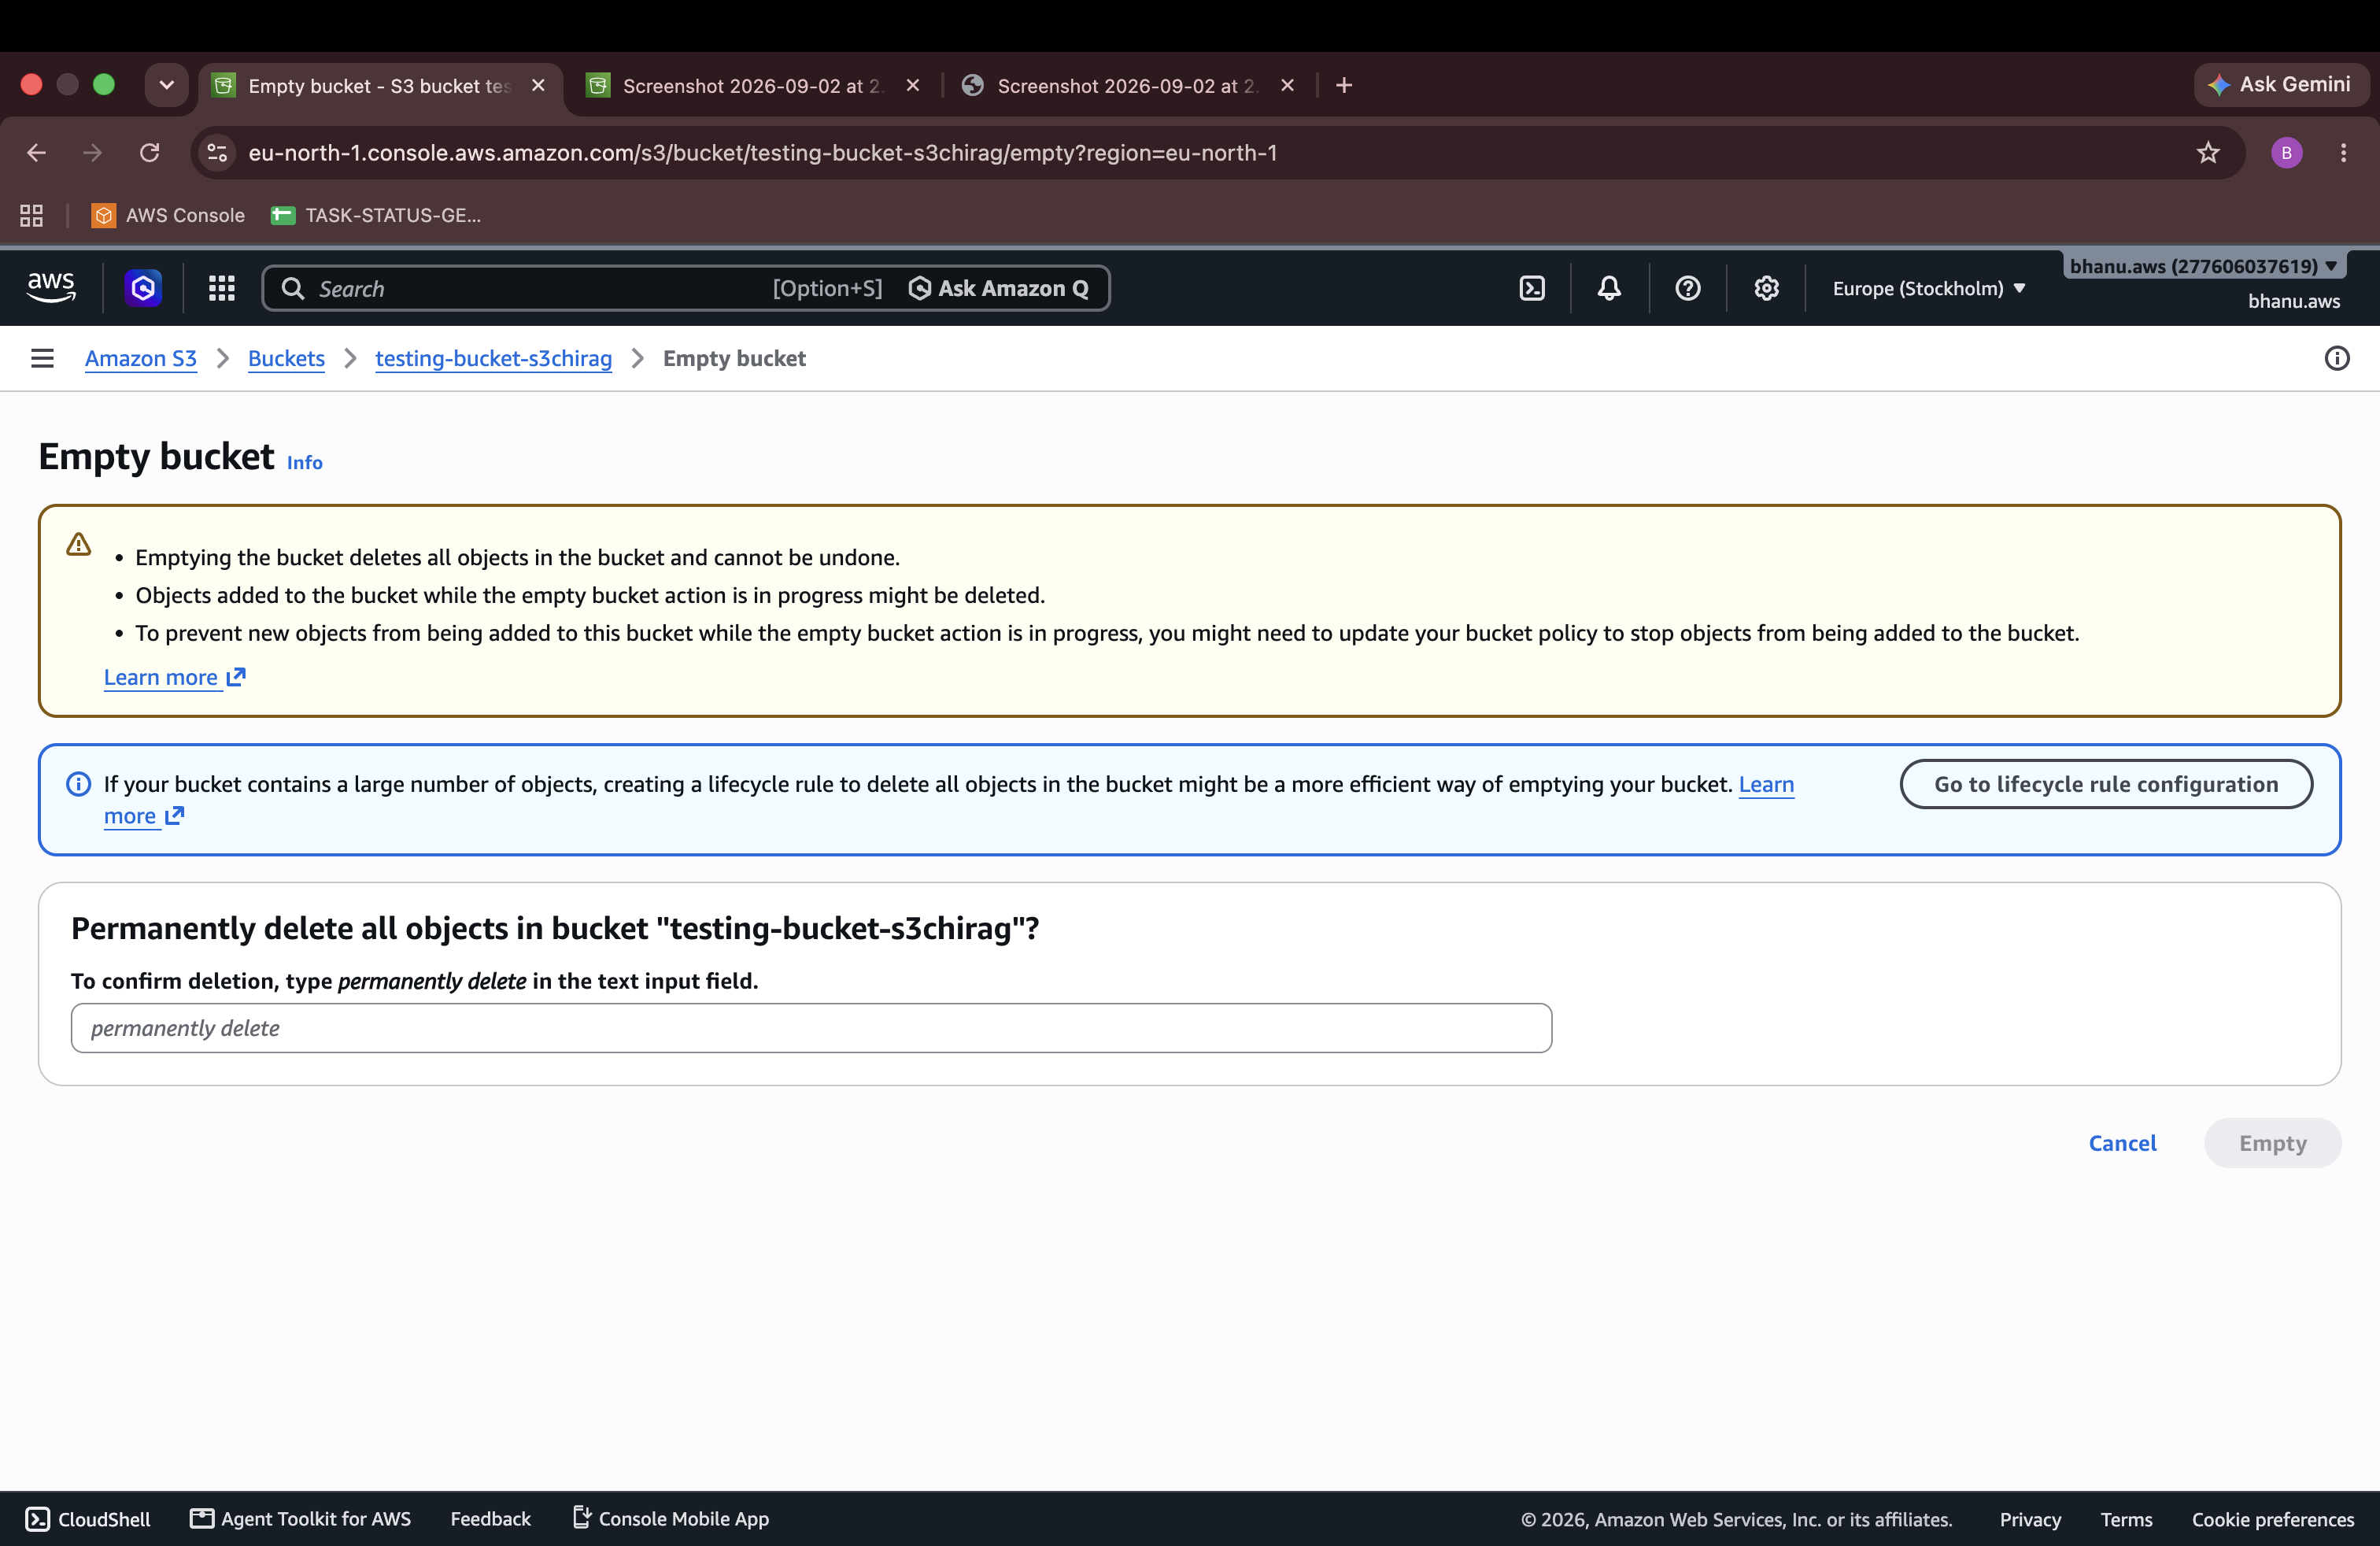 Empty bucket - S3 bucket tes
Screenshot 2026-09-02 at 2.
Screenshot 2026-09-02 at 2.
Ask Gemini
eu-north-1.console.aws.amazon.com/s3/bucket/testing-bucket-s3chirag/empty?region=eu-north-1
B
AWS Console
TASK-STATUS-GE...
aws
Search
[Option+S]
Ask Amazon Q
Europe (Stockholm)
bhanu.aws (277606037619)
bhanu.aws
Amazon S3
Buckets
testing-bucket-s3chirag
Empty bucket
Empty bucket Info
• Emptying the bucket deletes all objects in the bucket and cannot be undone.
• Objects added to the bucket while the empty bucket action is in progress might be deleted.
• To prevent new objects from being added to this bucket while the empty bucket action is in progress, you might need to update your bucket policy to stop objects from being added to the bucket.
Learn more
If your bucket contains a large number of objects, creating a lifecycle rule to delete all objects in the bucket might be a more efficient way of emptying your bucket. Learn
more
Go to lifecycle rule configuration
Permanently delete all objects in bucket "testing-bucket-s3chirag"?
To confirm deletion, type permanently delete in the text input field.
permanently delete
Cancel
Empty
CloudShell
Agent Toolkit for AWS
Feedback
Console Mobile App
© 2026, Amazon Web Services, Inc. or its affiliates.
Privacy
Terms
Cookie preferences